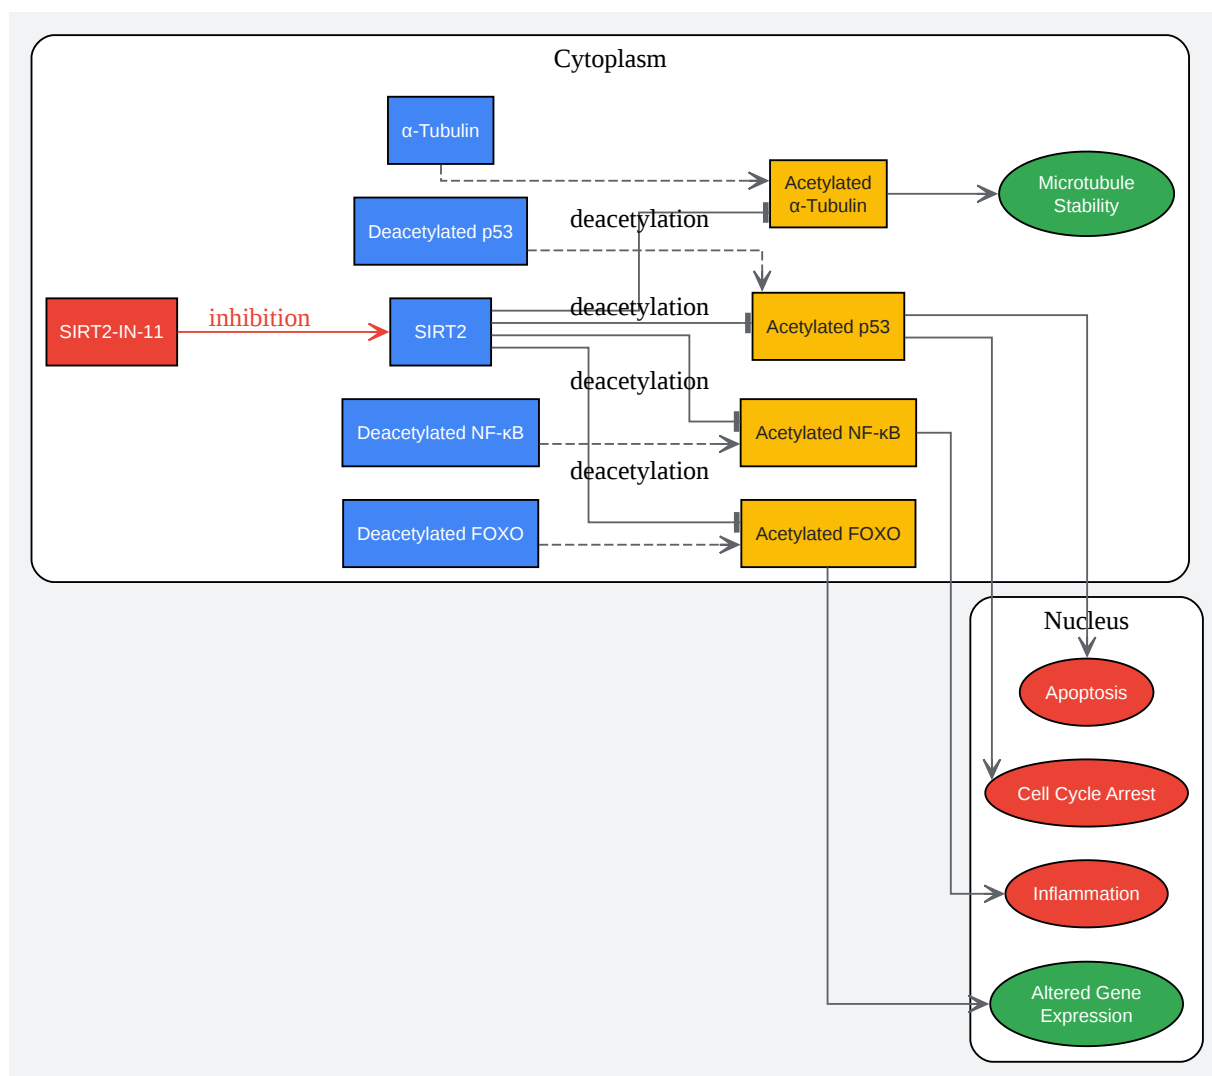 Cytoplasm
α-Tubulin
Acetylated
α-Tubulin
Microtubule
Stability
Deacetylated p53
deacetylation
SIRT2-IN-11
inhibition
SIRT2
deacetylation
Acetylated p53
deacetylation
Deacetylated NF-κB
Acetylated NF-κB
deacetylation
Deacetylated FOXO
Acetylated FOXO
Nucleus
Apoptosis
Cell Cycle Arrest
Inflammation
Altered Gene
Expression